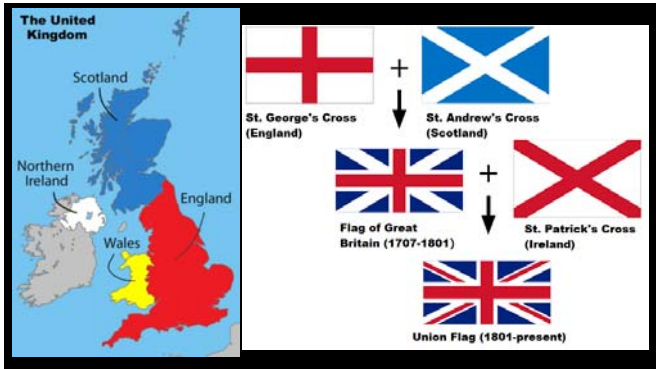 The United
Kingdom
Scotland
Northern
Ireland
England
Wales
St. George's Cross
(England)
St. Andrew's Cross
(Scotland)
Flag of Great
Britain (1707-1801)
St. Patrick's Cross
(Ireland)
Union Flag (1801-present)